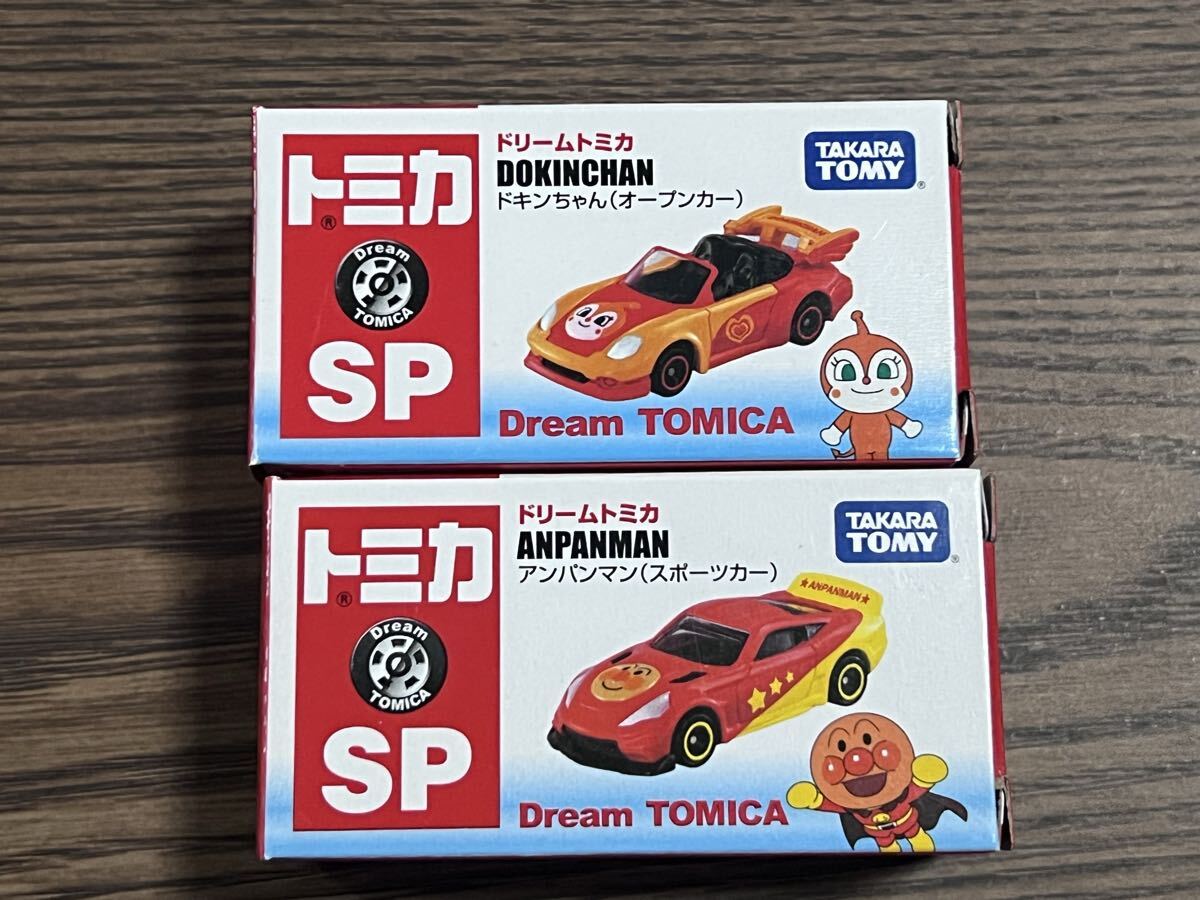 トミカ®
Dream
TOMICA
SP
ドリームトミカ
DOKINCHAN
ドキンちゃん(オープンカー)
TAKARA
TOMY®
Dream TOMICA
トミカ®
Dream
TOMICA
SP
ドリームトミカ
ANPANMAN
アンパンマン(スポーツカー)
TAKARA
TOMY®
★ANPANMAN★
Dream TOMICA